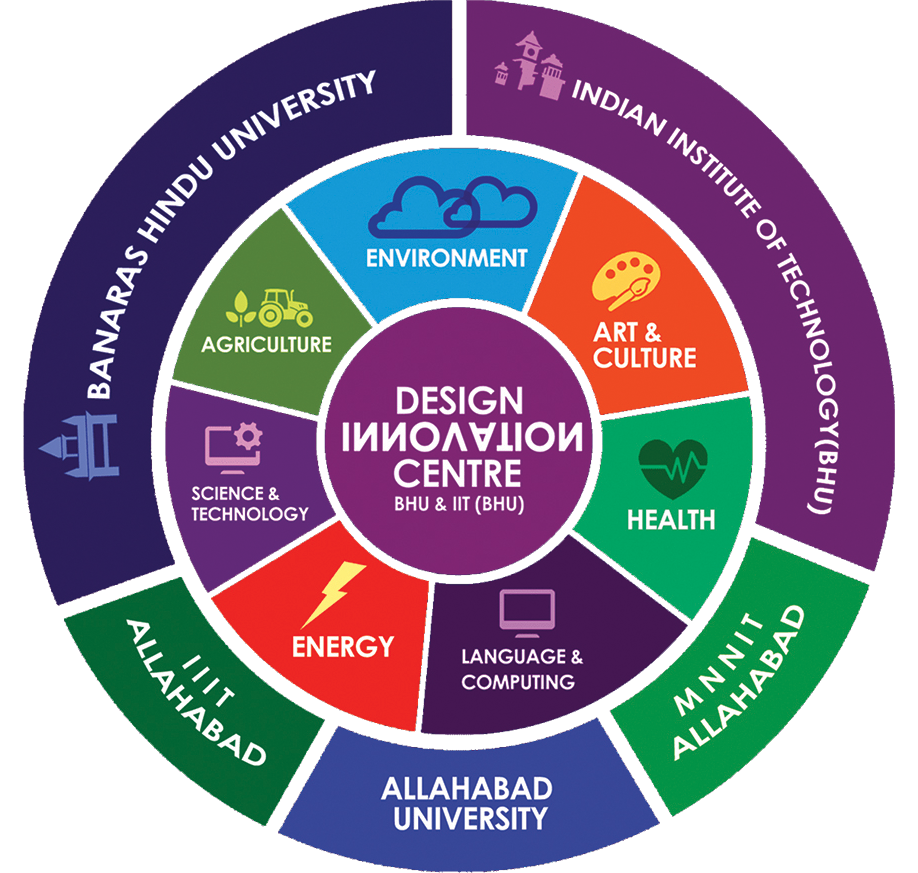 BANARAS HINDU UNIVERSITY
INDIAN INSTITUTE OF TECHNOLOGY(BHU)
ENVIRONMENT
ART &
CULTURE
AGRICULTURE
DESIGN
INNOVATION
CENTRE
BHU & IIT (BHU)
SCIENCE &
TECHNOLOGY
HEALTH
ENERGY
LANGUAGE &
COMPUTING
IIIT
ALLAHABAD
MNNIT
ALLAHABAD
ALLAHABAD
UNIVERSITY